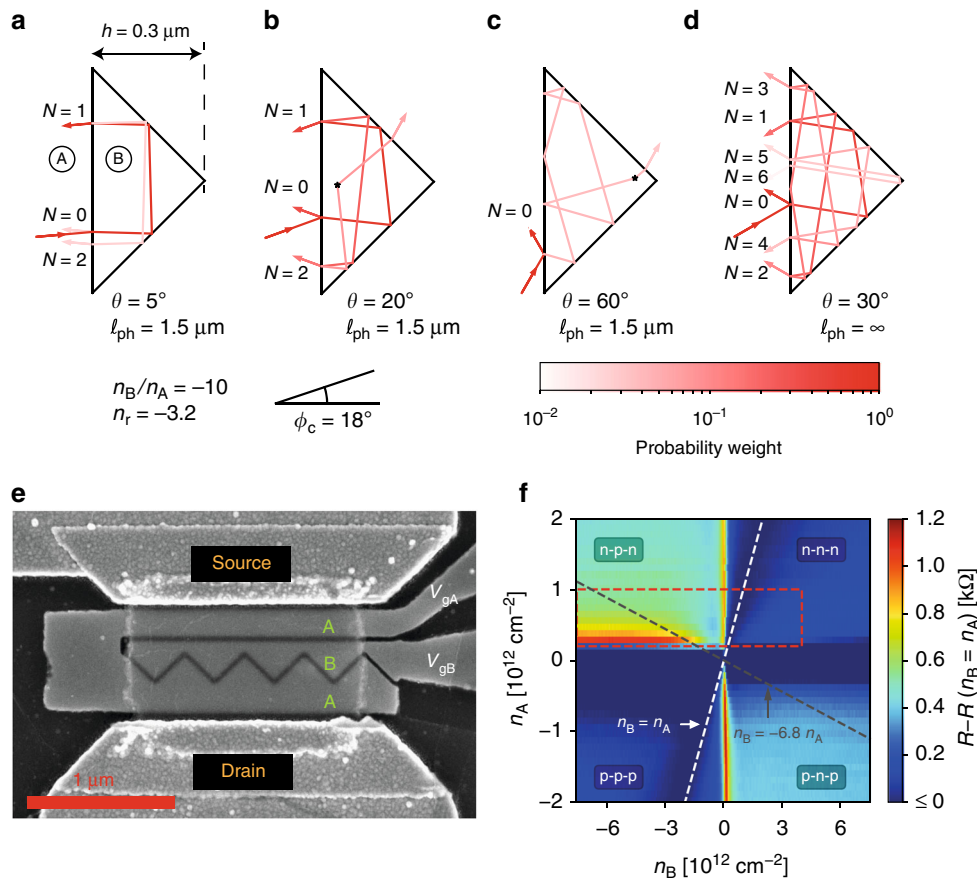 a
h = 0.3 μm
N = 1
A
B
N = 0
N = 2
θ = 5°
ℓph = 1.5 μm
b
N = 1
N = 0
N = 2
θ = 20°
ℓph = 1.5 μm
c
N = 0
θ = 60°
ℓph = 1.5 μm
d
N = 3
N = 1
N = 5
N = 6
N = 0
N = 4
N = 2
θ = 30°
ℓph = ∞
nB/nA = −10
nr = −3.2
ϕc = 18°
10−2
10−1
100
Probability weight
e
Source
VgA
A
B
VgB
A
Drain
1 μm
f
n-p-n
n-n-n
nB = nA
nB = −6.8 nA
p-p-p
p-n-p
2
1
0
−1
−2
nA [1012 cm−2]
−6
−3
0
3
6
nB [1012 cm−2]
1.2
1.0
0.8
0.6
0.4
0.2
≤ 0
R−R (nB = nA) [kΩ]